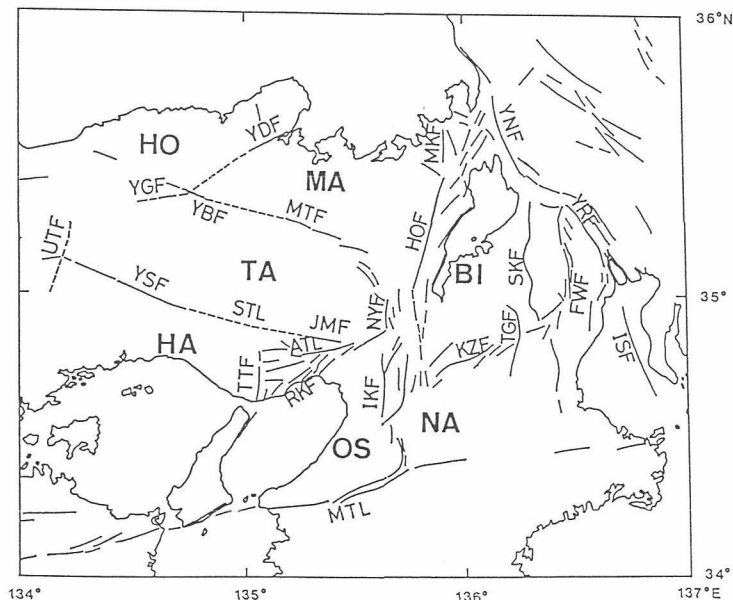 36°N
YDF
HO
MKF
YNF
MA
YGF
YBF
MTF
YRF
HOF
UTF
TA
BI
SKF
YSF
35°
STL
NYF
FWF
JMF
HA
ATL
TGF
ISF
KZF
TTF
RKF
IKF
NA
OS
MTL
34°
134°
135°
136°
137°E